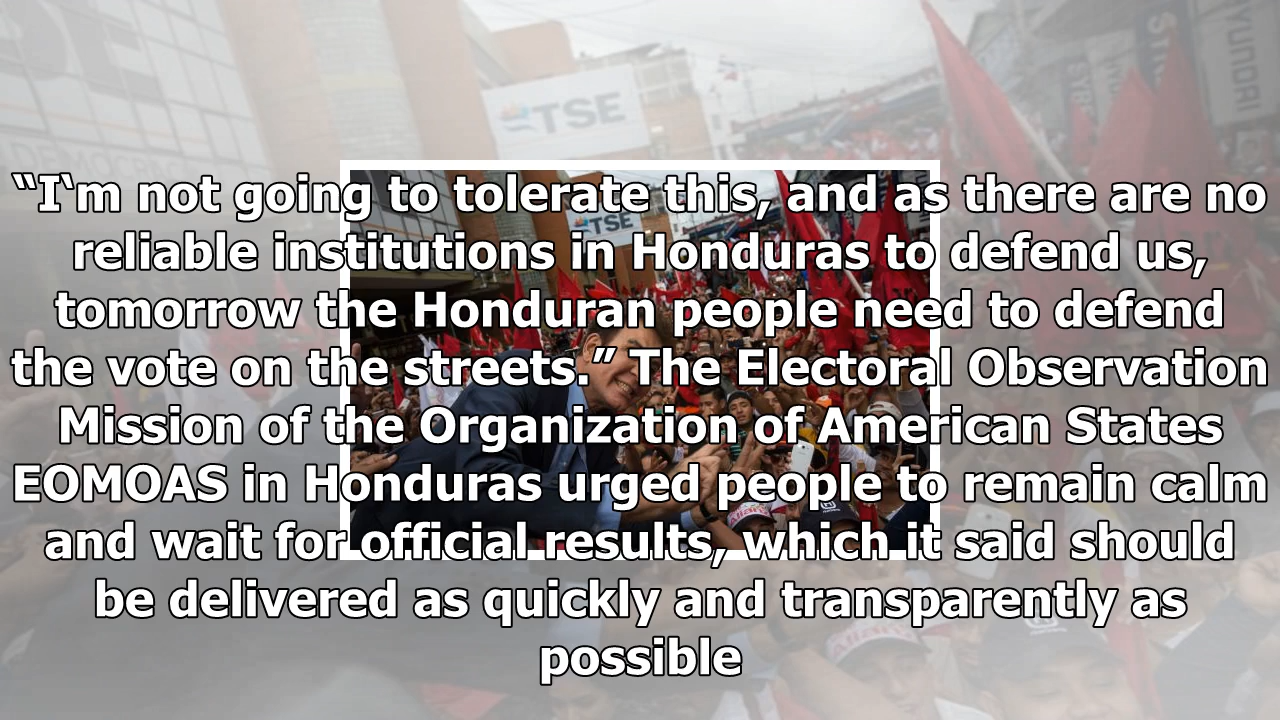 “I‘m not going to tolerate this, and as there are no
reliable institutions in Honduras to defend us,
tomorrow the Honduran people need to defend
the vote on the streets.” The Electoral Observation
Mission of the Organization of American States
EOMOAS in Honduras urged people to remain calm
and wait for official results, which it said should
be delivered as quickly and transparently as
possible
TSE
TSE
HYUNDAI